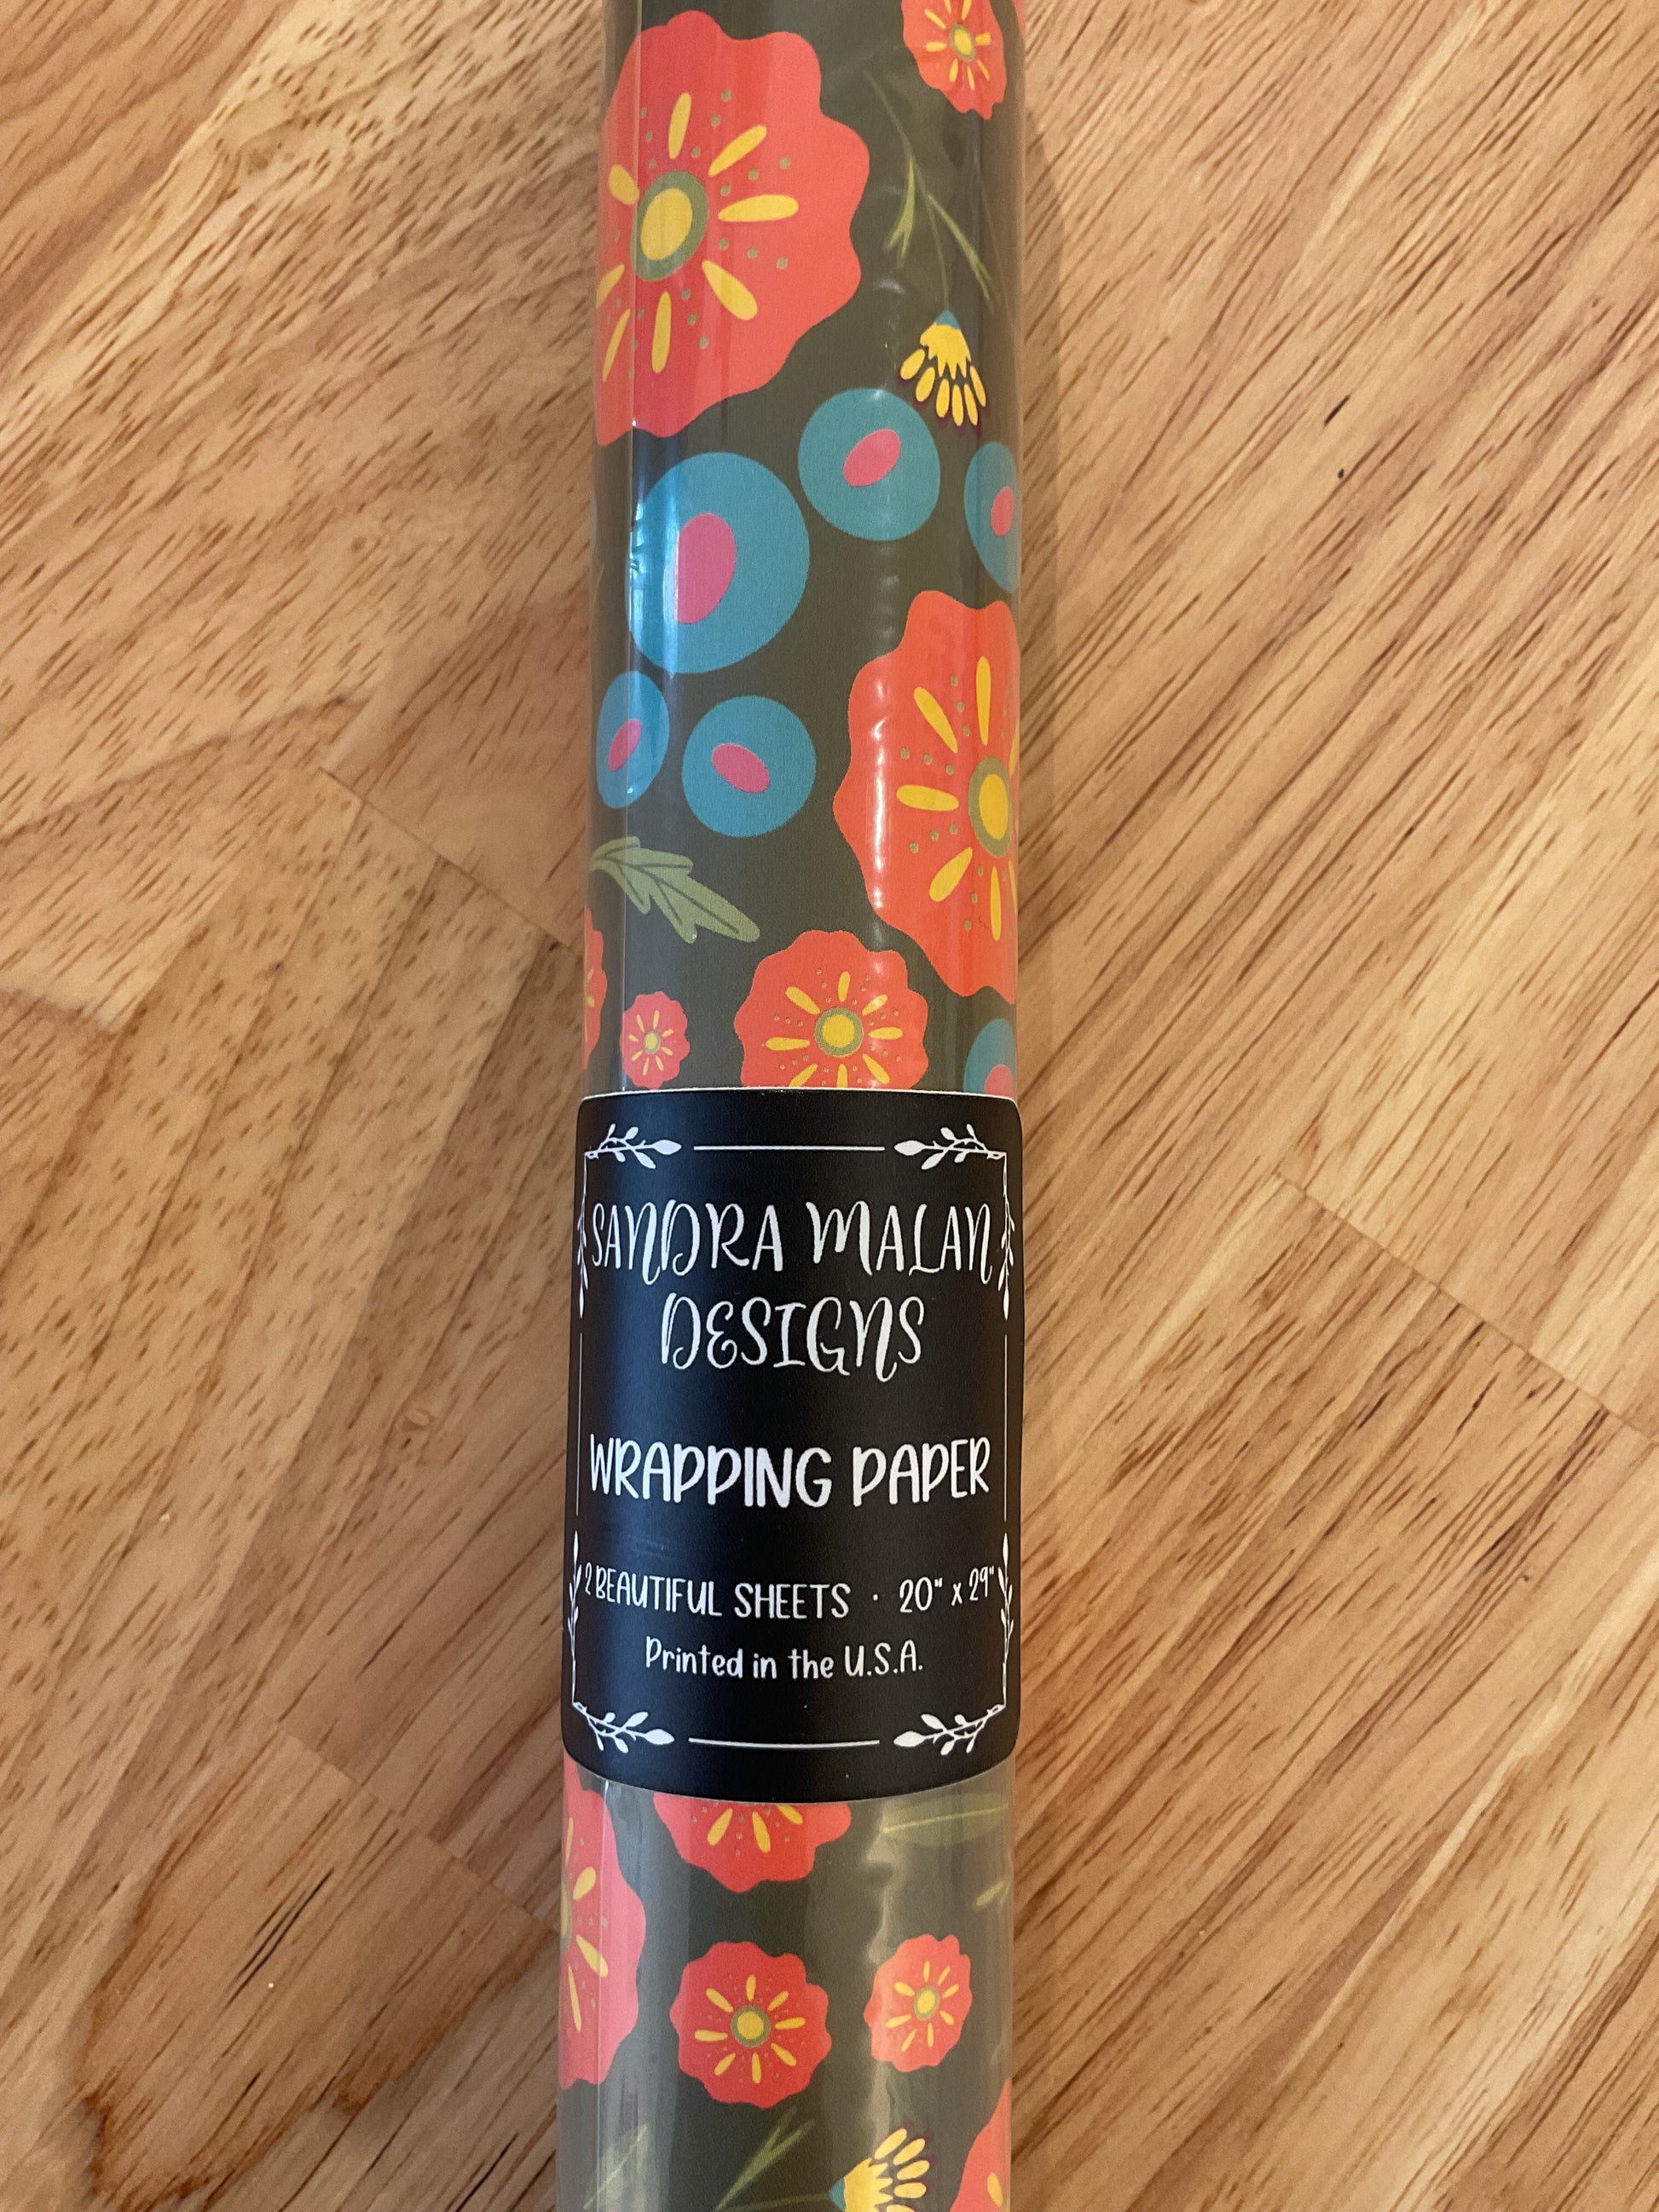 SANDRA MALAN
DESIGNS
WRAPPING PAPER
2 BEAUTIFUL SHEETS · 20" x 29"
Printed in the U.S.A.